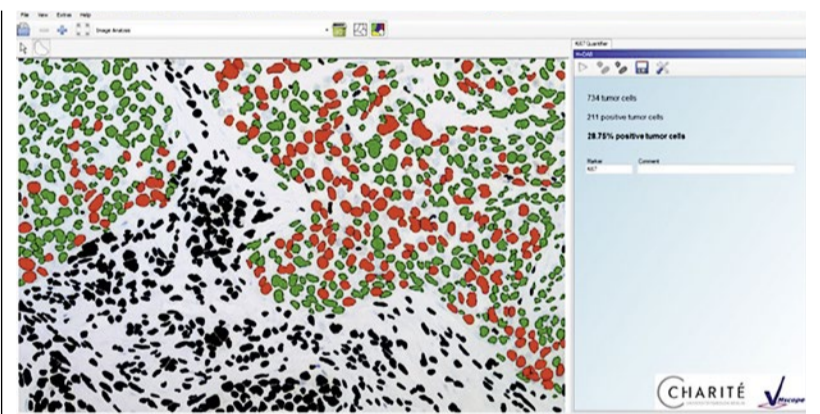 File View Extras Help
Image Analysis
Ki67 Quantifier
734 tumor cells
211 positive tumor cells
28.75% positive tumor cells
Marker Comment
Ki67
CHARITÉ
VMscope